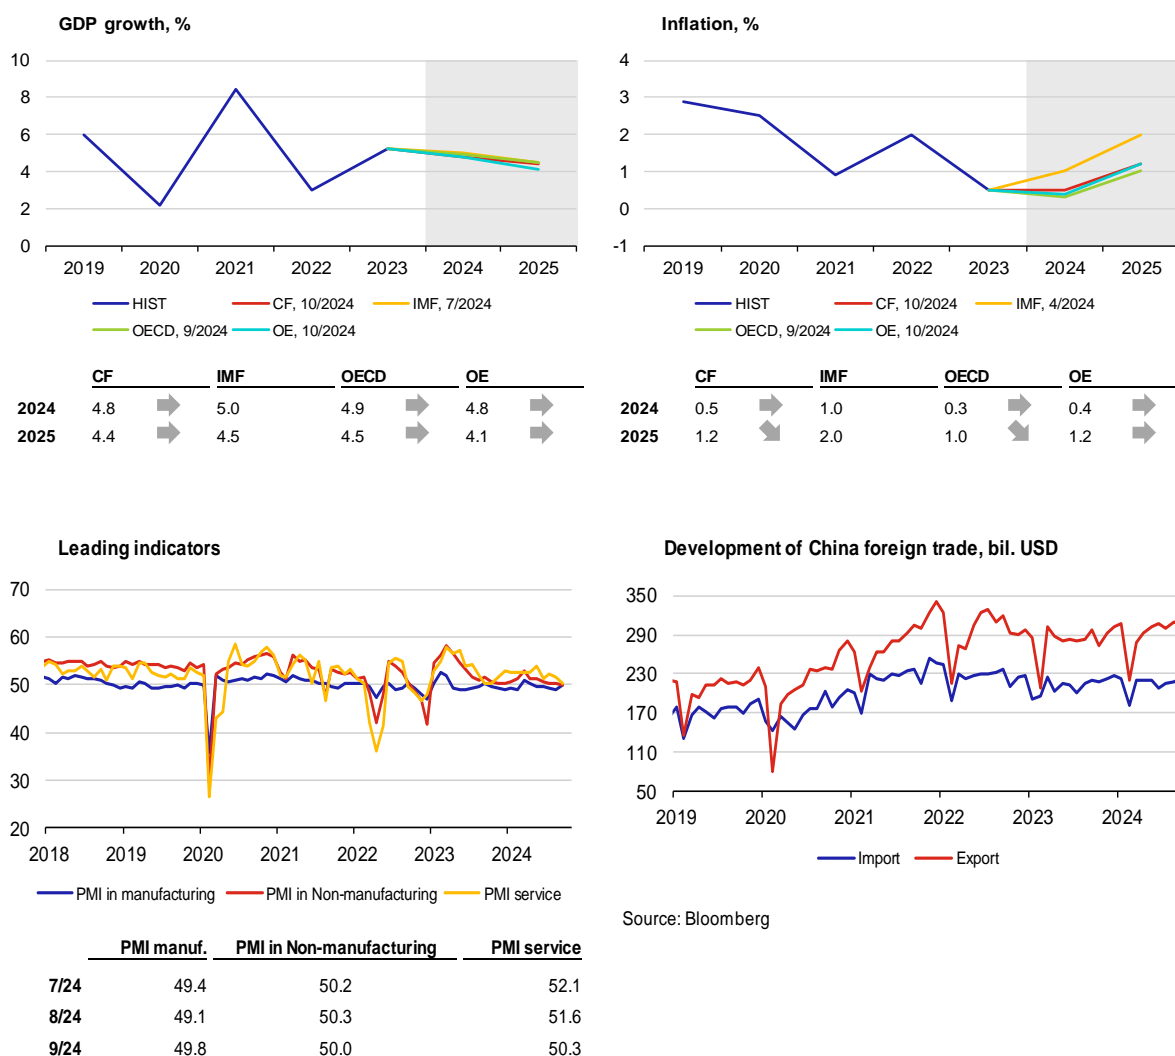 GDP growth, %
10
8
6
4
2
0
2019 2020 2021 2022 2023 2024 2025
HIST CF, 10/2024 IMF, 7/2024
OECD, 9/2024 OE, 10/2024
CF IMF OECD OE
2024 4.8 5.0 4.9 4.8
2025 4.4 4.5 4.5 4.1
Inflation, %
4
3
2
1
0
-1
2019 2020 2021 2022 2023 2024 2025
HIST CF, 10/2024 IMF, 4/2024
OECD, 9/2024 OE, 10/2024
CF IMF OECD OE
2024 0.5 1.0 0.3 0.4
2025 1.2 2.0 1.0 1.2
Leading indicators
70
60
50
40
30
20
2018 2019 2020 2021 2022 2023 2024
PMI in manufacturing PMI in Non-manufacturing PMI service
PMI manuf. PMI in Non-manufacturing PMI service
7/24 49.4 50.2 52.1
8/24 49.1 50.3 51.6
9/24 49.8 50.0 50.3
Development of China foreign trade, bil. USD
350
290
230
170
110
50
2019 2020 2021 2022 2023 2024
Import Export
Source: Bloomberg